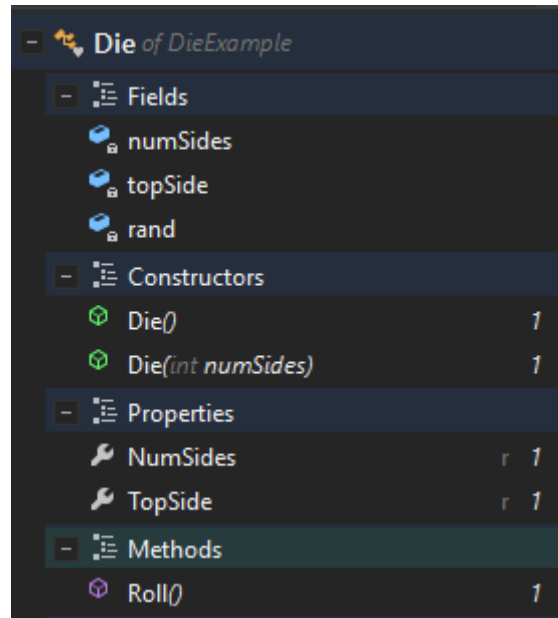 Die of DieExample
Fields
numSides
topSide
rand
Constructors
Die() 1
Die(int numSides) 1
Properties
NumSides r 1
TopSide r 1
Methods
Roll() 1